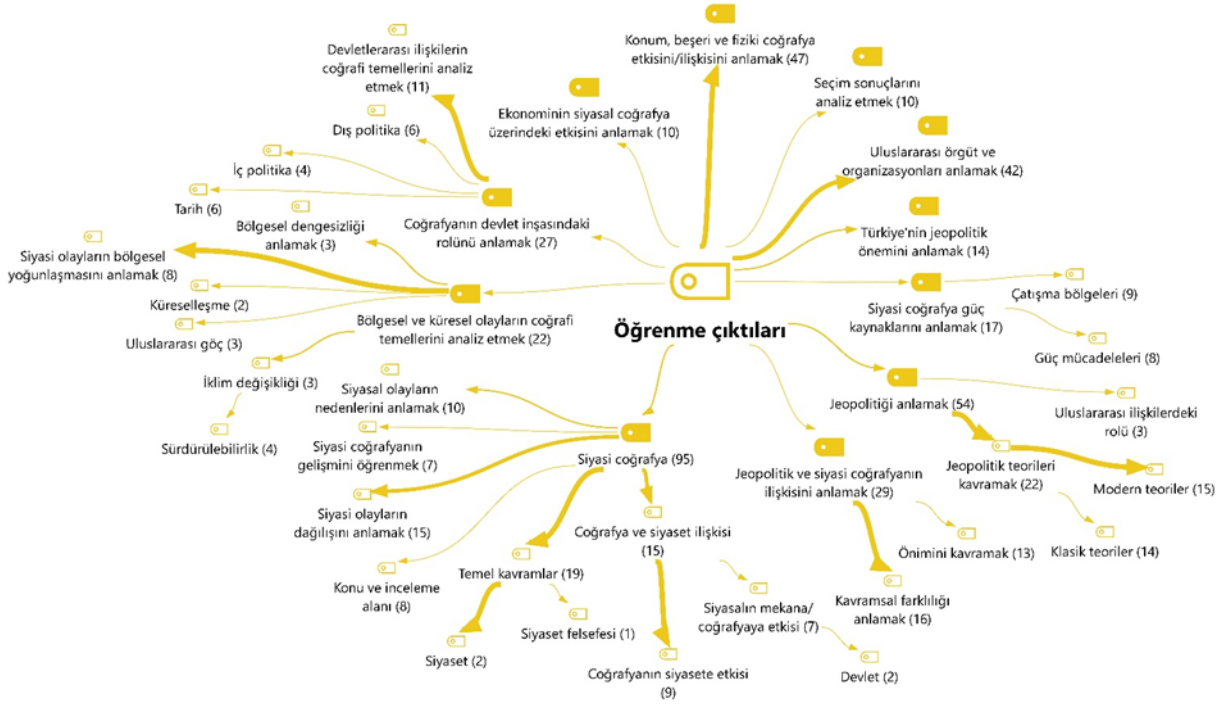 Konum, beşeri ve fiziki coğrafya
etkisini/ilişkisini anlamak (47)
Devletlerarası ilişkilerin
coğrafi temellerini analiz
etmek (11)
Seçim sonuçlarını
analiz etmek (10)
Ekonominin siyasal coğrafya
üzerindeki etkisini anlamak (10)
Dış politika (6)
Uluslararası örgüt ve
organizasyonları anlamak (42)
İç politika (4)
Tarih (6)
Coğrafyanın devlet inşasındaki
rolünü anlamak (27)
Bölgesel dengesizliği
anlamak (3)
Türkiye'nin jeopolitik
önemini anlamak (14)
Siyasi olayların bölgesel
yoğunlaşmasını anlamak (8)
Küreselleşme (2)
Uluslararası göç (3)
Bölgesel ve küresel olayların coğrafi
temellerini analiz etmek (22)
Öğrenme çıktıları
Siyasi coğrafya güç
kaynaklarını anlamak (17)
Çatışma bölgeleri (9)
Güç mücadeleleri (8)
İklim değişikliği (3)
Sürdürülebilirlik (4)
Siyasal olayların
nedenlerini anlamak (10)
Siyasi coğrafyanın
gelişmini öğrenmek (7)
Siyasi coğrafya (95)
Jeopolitiği anlamak (54)
Uluslararası ilişkilerdeki
rolü (3)
Jeopolitik ve siyasi coğrafyanın
ilişkisini anlamak (29)
Jeopolitik teorileri
kavramak (22)
Modern teoriler (15)
Siyasi olayların
dağılışını anlamak (15)
Coğrafya ve siyaset ilişkisi
(15)
Önimini kavramak (13)
Klasik teoriler (14)
Konu ve inceleme
alanı (8)
Temel kavramlar (19)
Siyasalın mekana/
coğrafyaya etkisi (7)
Kavramsal farklılığı
anlamak (16)
Siyaset felsefesi (1)
Siyaset (2)
Coğrafyanın siyasete etkisi
(9)
Devlet (2)